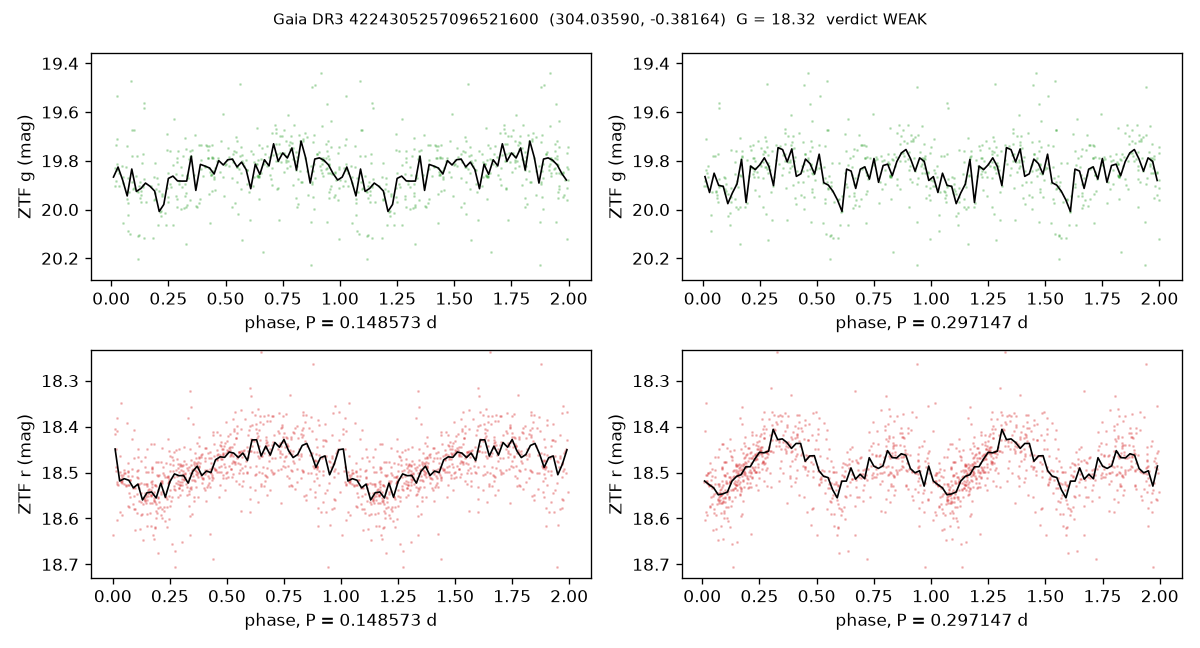 Gaia DR3 4224305257096521600 (304.03590, -0.38164) G = 18.32 verdict WEAK
ZTF g (mag)
19.4
19.6
19.8
20.0
20.2
0.00 0.25 0.50 0.75 1.00 1.25 1.50 1.75 2.00
phase, P = 0.148573 d
ZTF g (mag)
19.4
19.6
19.8
20.0
20.2
0.00 0.25 0.50 0.75 1.00 1.25 1.50 1.75 2.00
phase, P = 0.297147 d
ZTF r (mag)
18.3
18.4
18.5
18.6
18.7
0.00 0.25 0.50 0.75 1.00 1.25 1.50 1.75 2.00
phase, P = 0.148573 d
ZTF r (mag)
18.3
18.4
18.5
18.6
18.7
0.00 0.25 0.50 0.75 1.00 1.25 1.50 1.75 2.00
phase, P = 0.297147 d